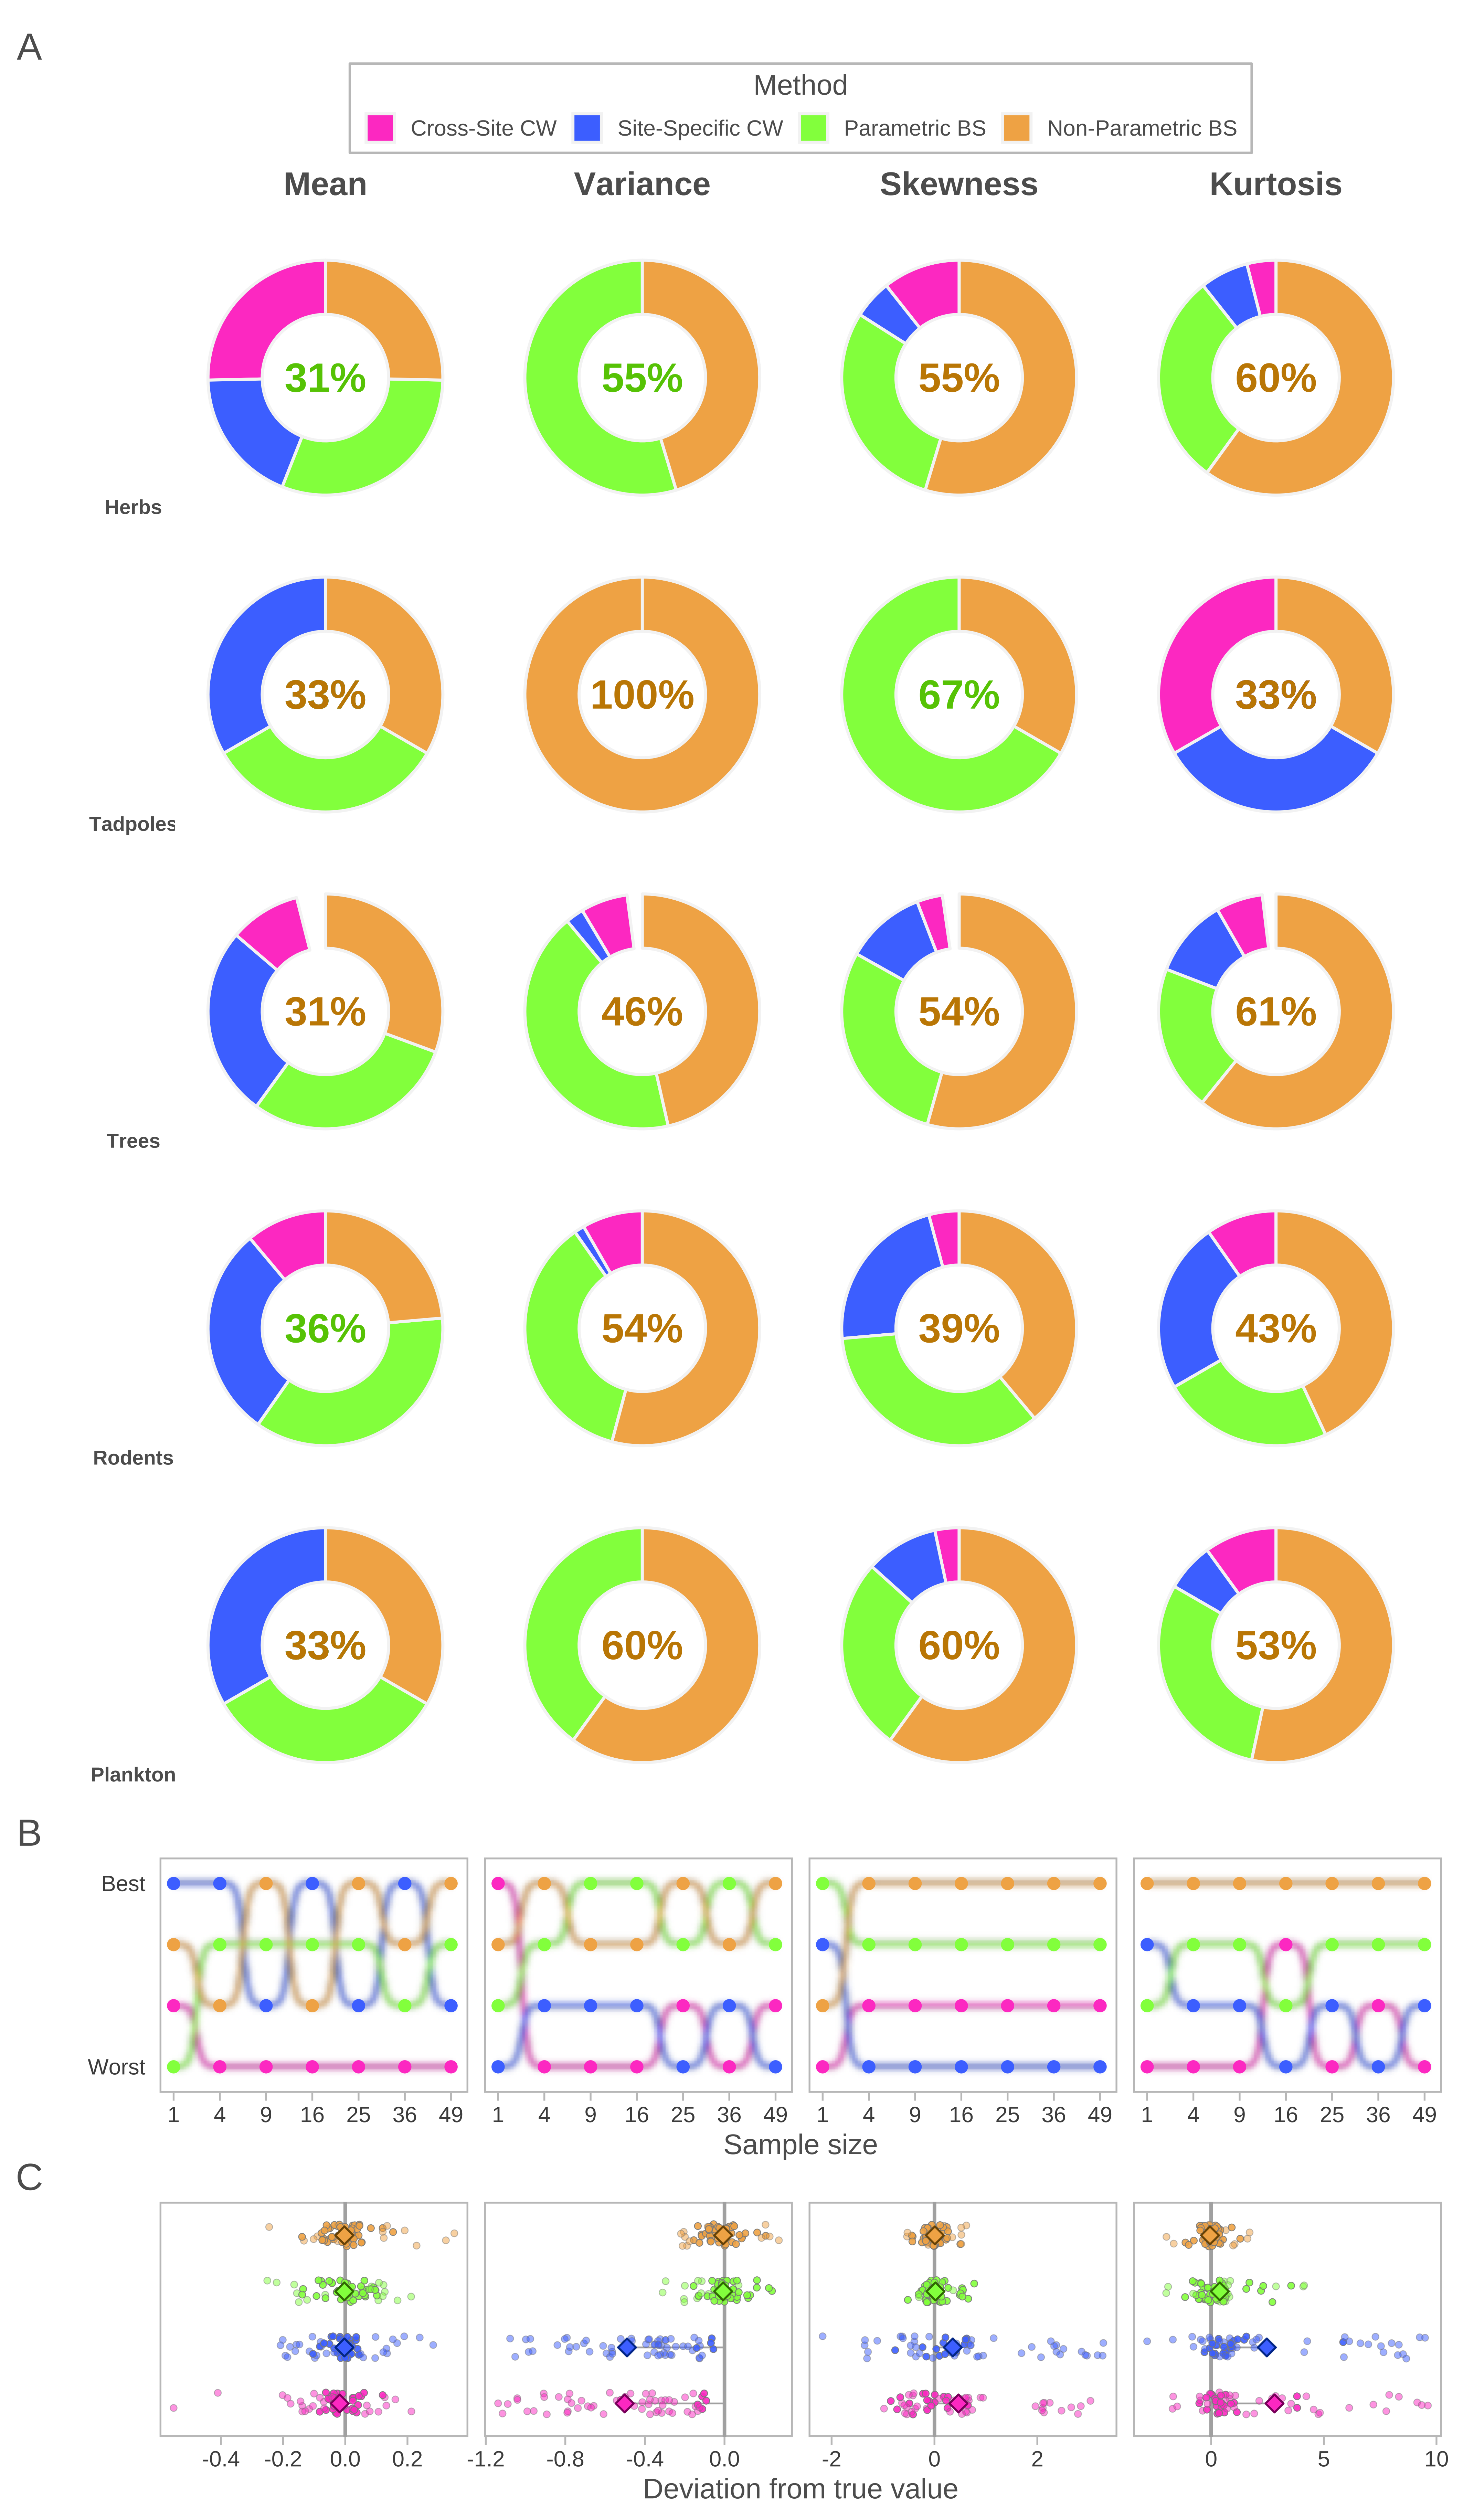 A
Method
Cross-Site CW Site-Specific CW Parametric BS Non-Parametric BS
Mean Variance Skewness Kurtosis
31% 55% 55% 60%
Herbs
33% 100% 67% 33%
Tadpoles
31% 46% 54% 61%
Trees
36% 54% 39% 43%
Rodents
33% 60% 60% 53%
Plankton
B
Best
Worst
1 4 9 16 25 36 49 1 4 9 16 25 36 49 1 4 9 16 25 36 49 1 4 9 16 25 36 49
Sample size
C
-0.4 -0.2 0.0 0.2 -1.2 -0.8 -0.4 0.0 -2 0 2 0 5 10
Deviation from true value